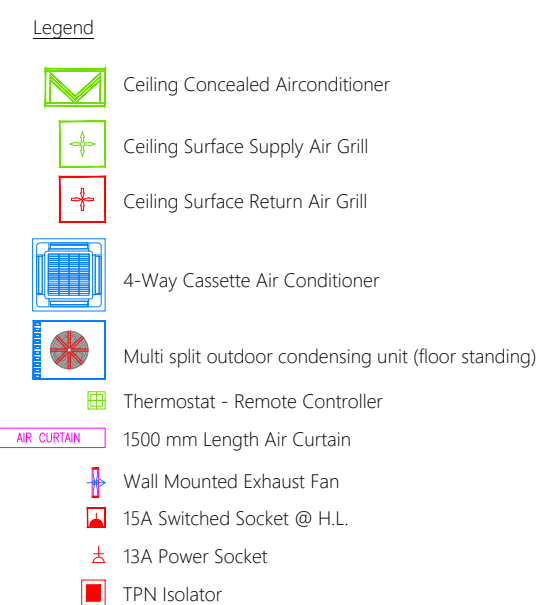 Legend
Ceiling Concealed Airconditioner
Ceiling Surface Supply Air Grill
Ceiling Surface Return Air Grill
4-Way Cassette Air Conditioner
Multi split outdoor condensing unit (floor standing)
Thermostat - Remote Controller
AIR CURTAIN 1500 mm Length Air Curtain
Wall Mounted Exhaust Fan
15A Switched Socket @ H.L.
13A Power Socket
TPN Isolator